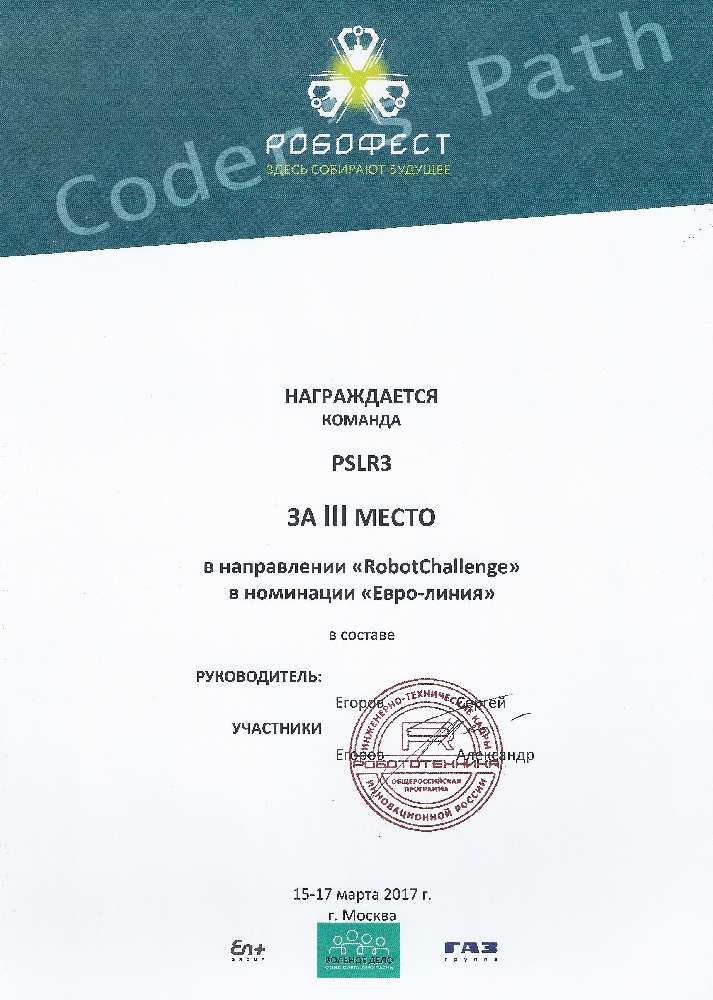 Coder's Path
РОБОФЕСТ
ЗДЕСЬ СОБИРАЮТ БУДУЩЕЕ
НАГРАЖДАЕТСЯ
КОМАНДА
PSLR3
ЗА III МЕСТО
в направлении «RobotChallenge»
в номинации «Евро-линия»
в составе
РУКОВОДИТЕЛЬ:
Егоров Сергей
УЧАСТНИКИ
Егоров Александр
ИНЖЕНЕРНО-ТЕХНИЧЕСКИЕ КАДРЫ
РОБОТОТЕХНИКА
ОБЩЕРОССИЙСКАЯ
ПРОГРАММА
ИННОВАЦИОННОЙ РОССИИ
15-17 марта 2017 г.
г. Москва
En+
GROUP
ВОЛЬНОЕ ДЕЛО
ГАЗ
группа